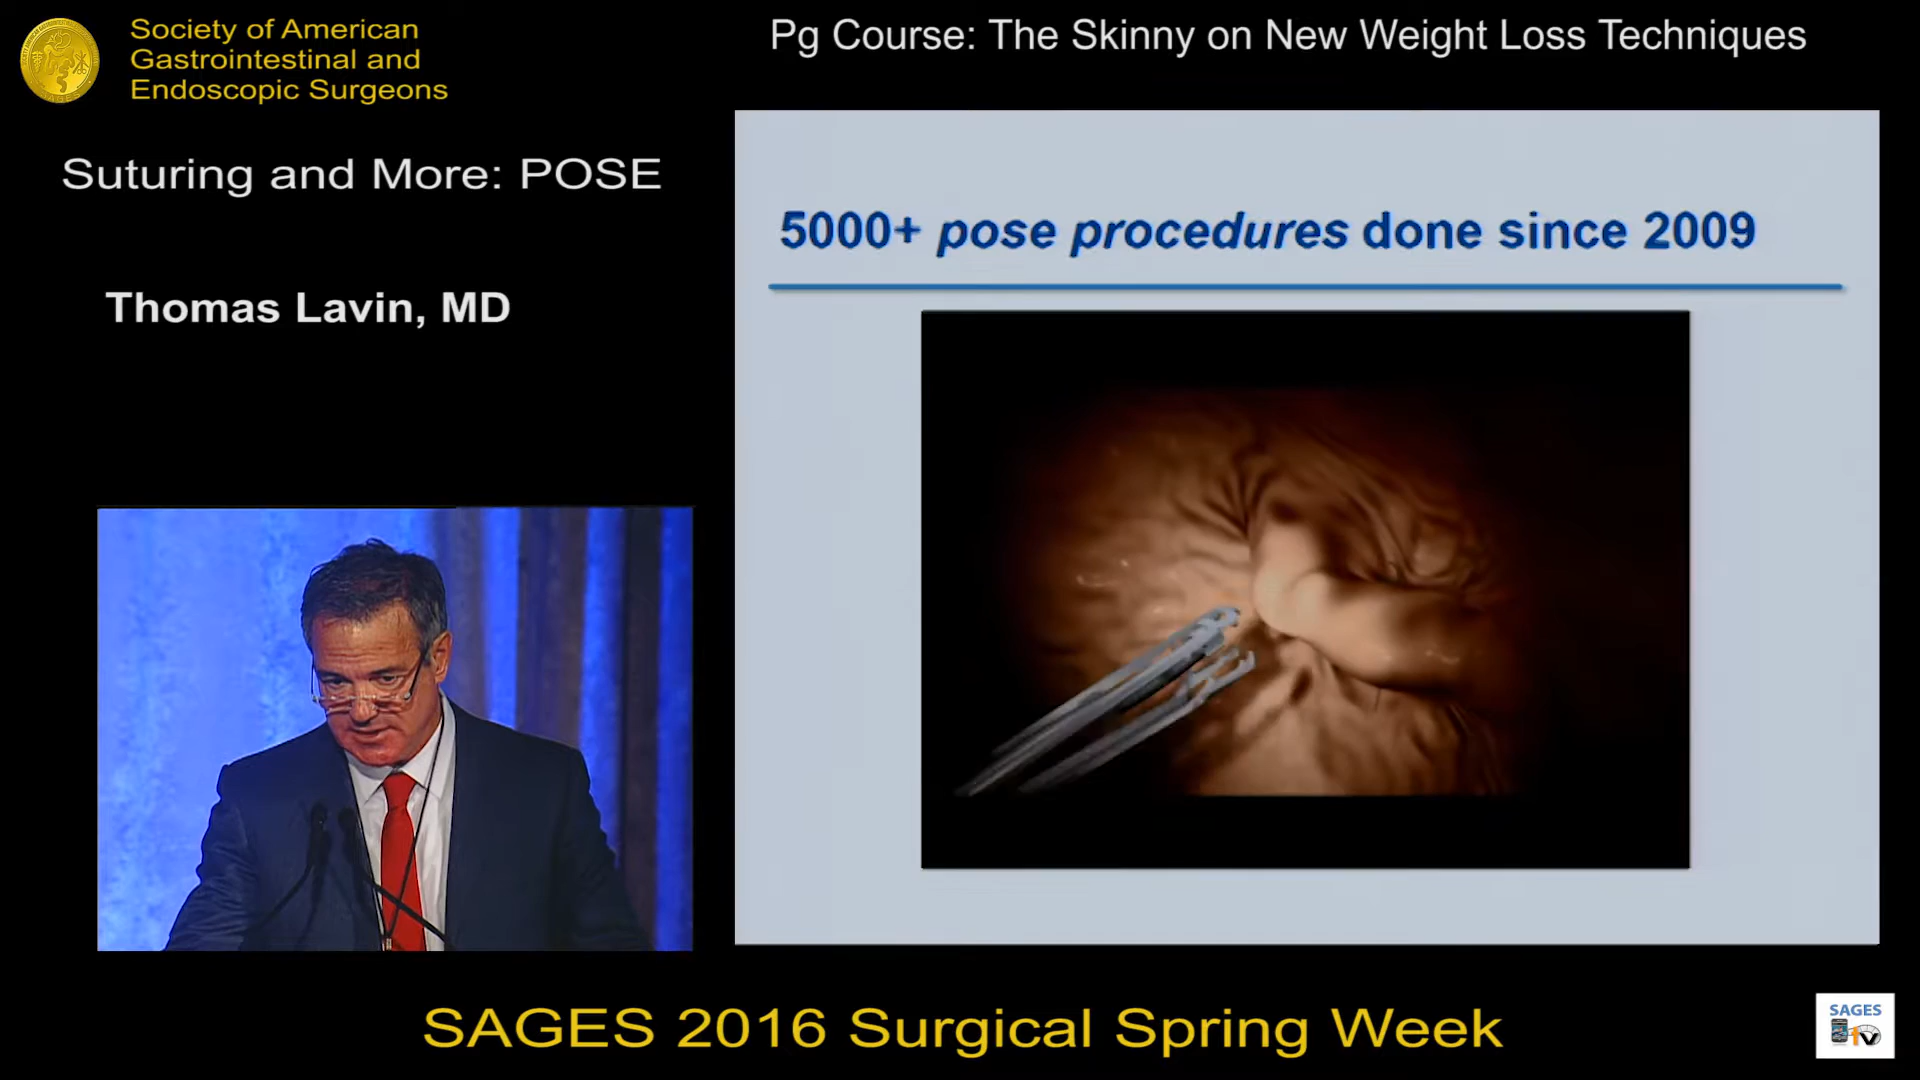 Society of American
Gastrointestinal and
Endoscopic Surgeons
Pg Course: The Skinny on New Weight Loss Techniques
Suturing and More: POSE
Thomas Lavin, MD
5000+ pose procedures done since 2009
SAGES 2016 Surgical Spring Week
SAGES
tv